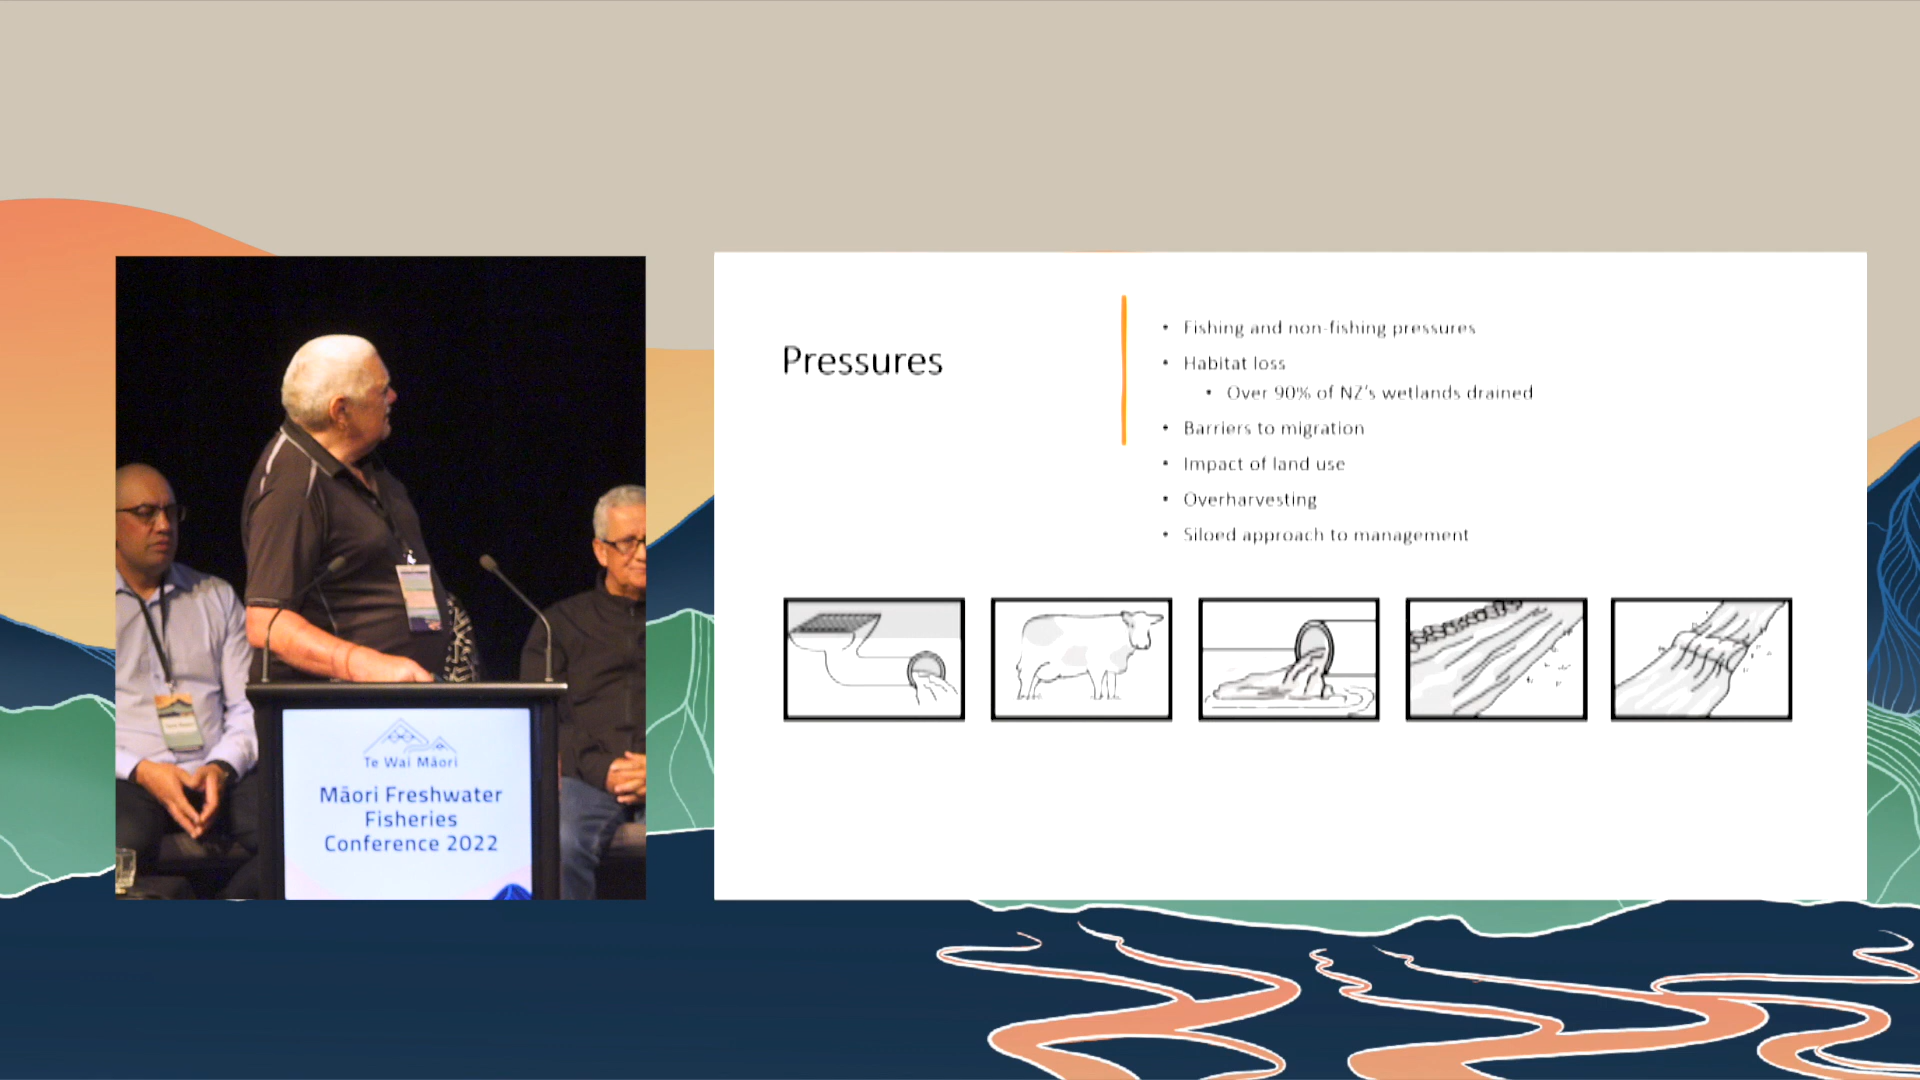 Te Wai Māori
Māori Freshwater
Fisheries
Conference 2022
Pressures
• Fishing and non-fishing pressures
• Habitat loss
• Over 90% of NZ's wetlands drained
• Barriers to migration
• Impact of land use
• Overharvesting
• Siloed approach to management